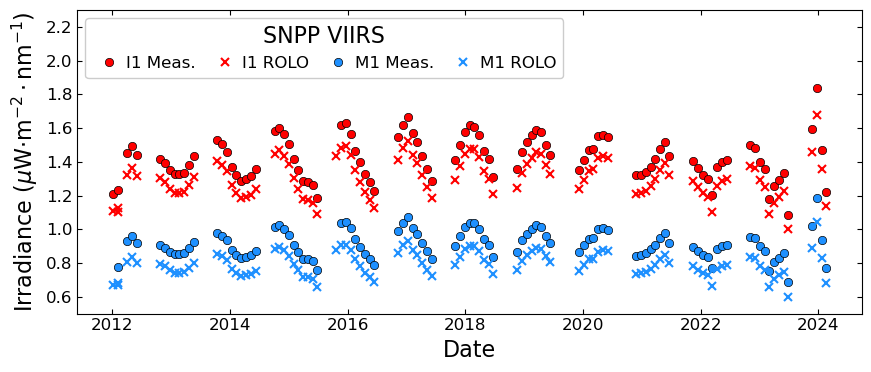 SNPP VIIRS
I1 Meas. I1 ROLO M1 Meas. M1 ROLO
Irradiance (μW·m⁻²·nm⁻¹)
2.2
2.0
1.8
1.6
1.4
1.2
1.0
0.8
0.6
2012 2014 2016 2018 2020 2022 2024
Date